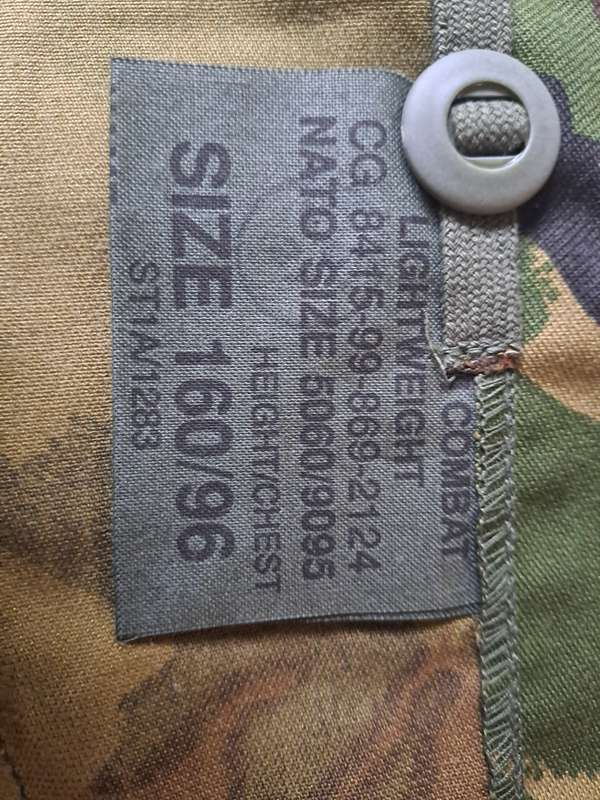 COMBAT
LIGHTWEIGHT
CG 8415-99-869-2124
NATO SIZE 5060/9095
HEIGHT/CHEST
SIZE 160/96
ST1A/1283